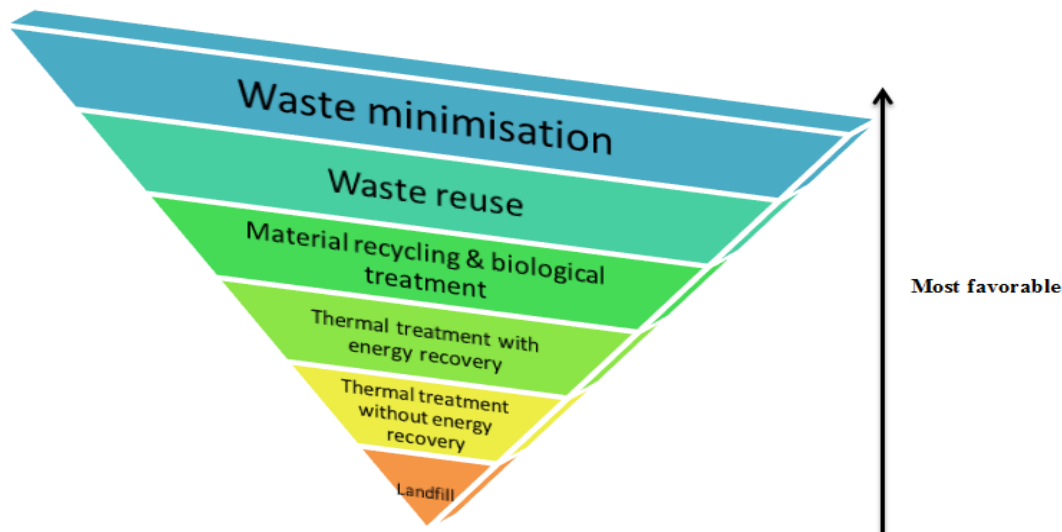 Waste minimisation
Waste reuse
Material recycling & biological
treatment
Thermal treatment with
energy recovery
Thermal treatment
without energy
recovery
Landfill
Most favorable